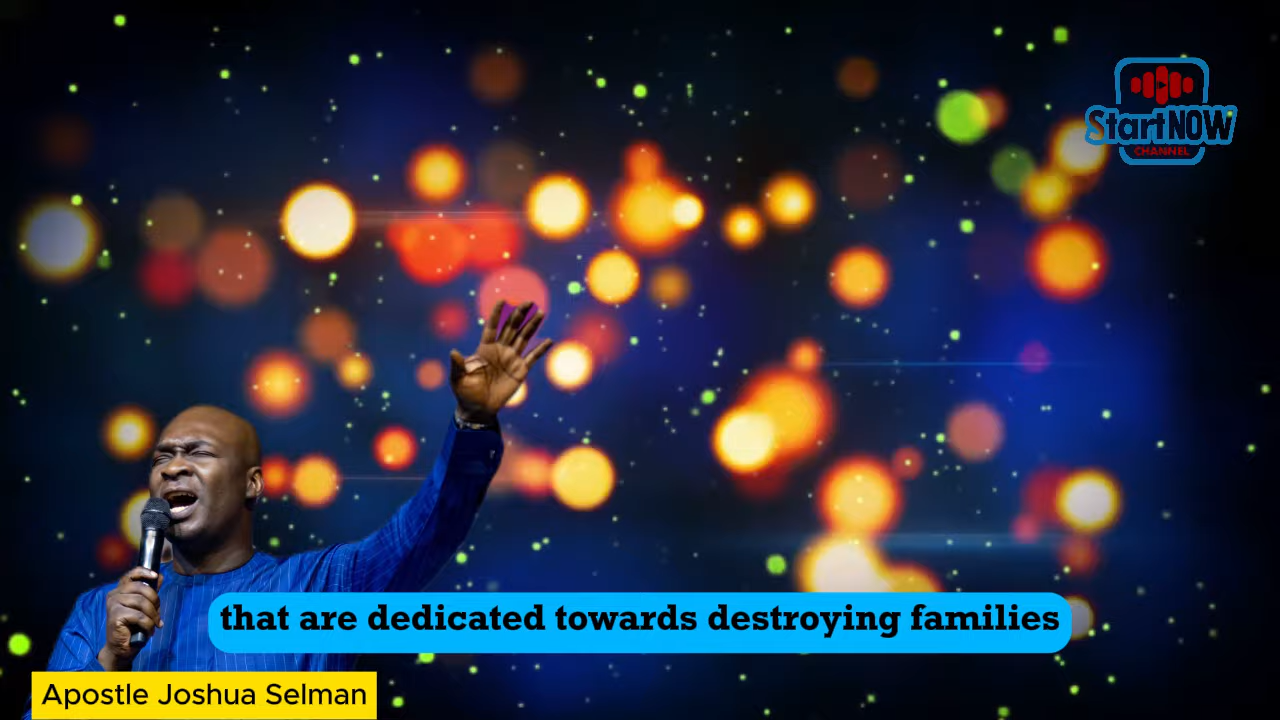 StartNOW
CHANNEL
that are dedicated towards destroying families
Apostle Joshua Selman